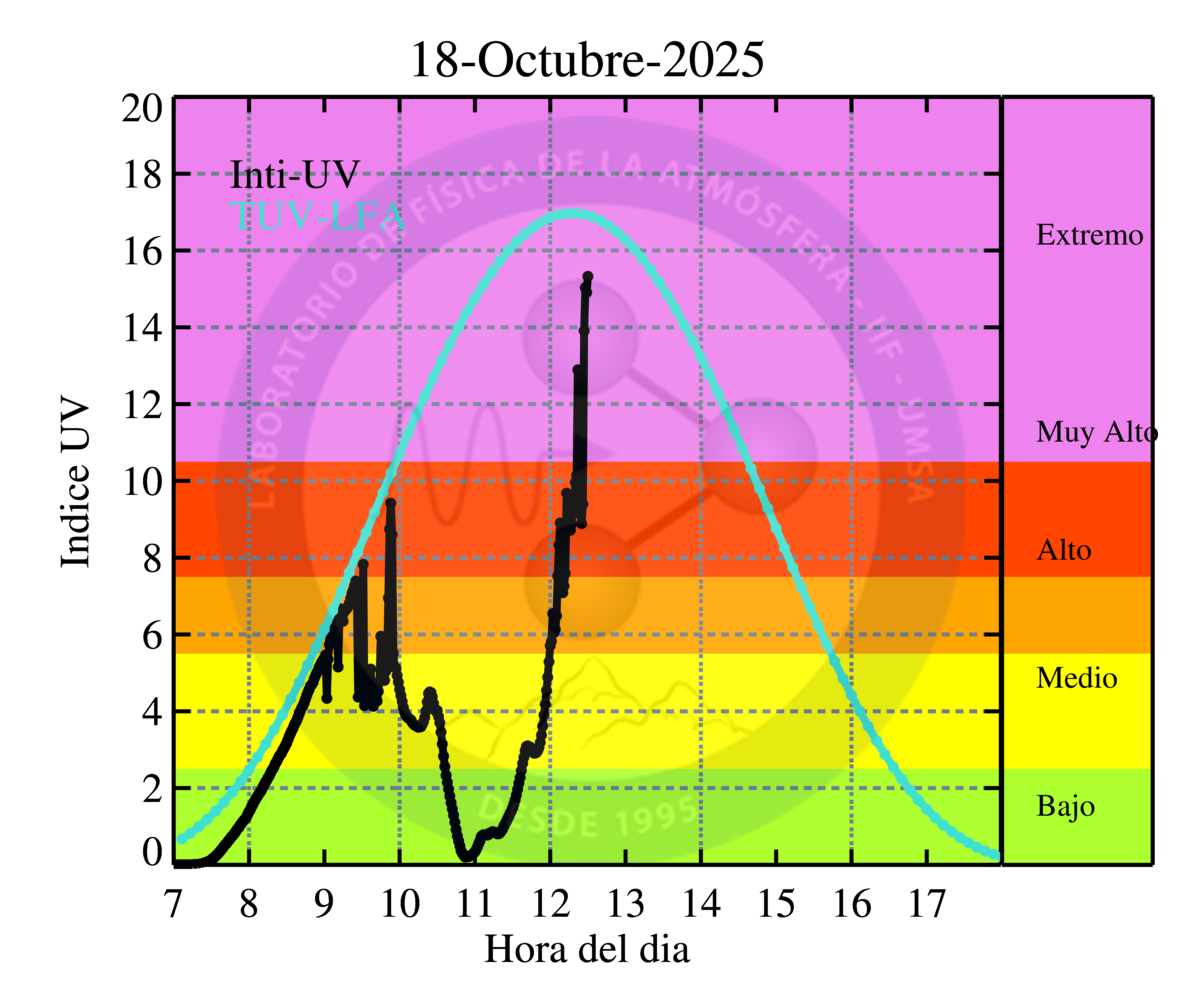 18-Octubre-2025
Indice UV
20
18
16
14
12
10
8
6
4
2
0
Inti-UV
TUV-LFA
LABORATORIO DE FÍSICA DE LA ATMÓSFERA - IIF - UMSA
DESDE 1995
Extremo
Muy Alto
Alto
Medio
Bajo
7 8 9 10 11 12 13 14 15 16 17
Hora del dia